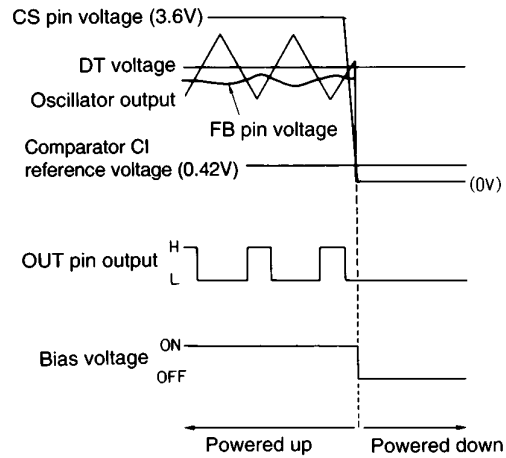 CS pin voltage (3.6V)
DT voltage
Oscillator output
FB pin voltage
Comparator CI
reference voltage (0.42V)
(0V)
OUT pin output
H
L
Bias voltage
ON
OFF
Powered up
Powered down